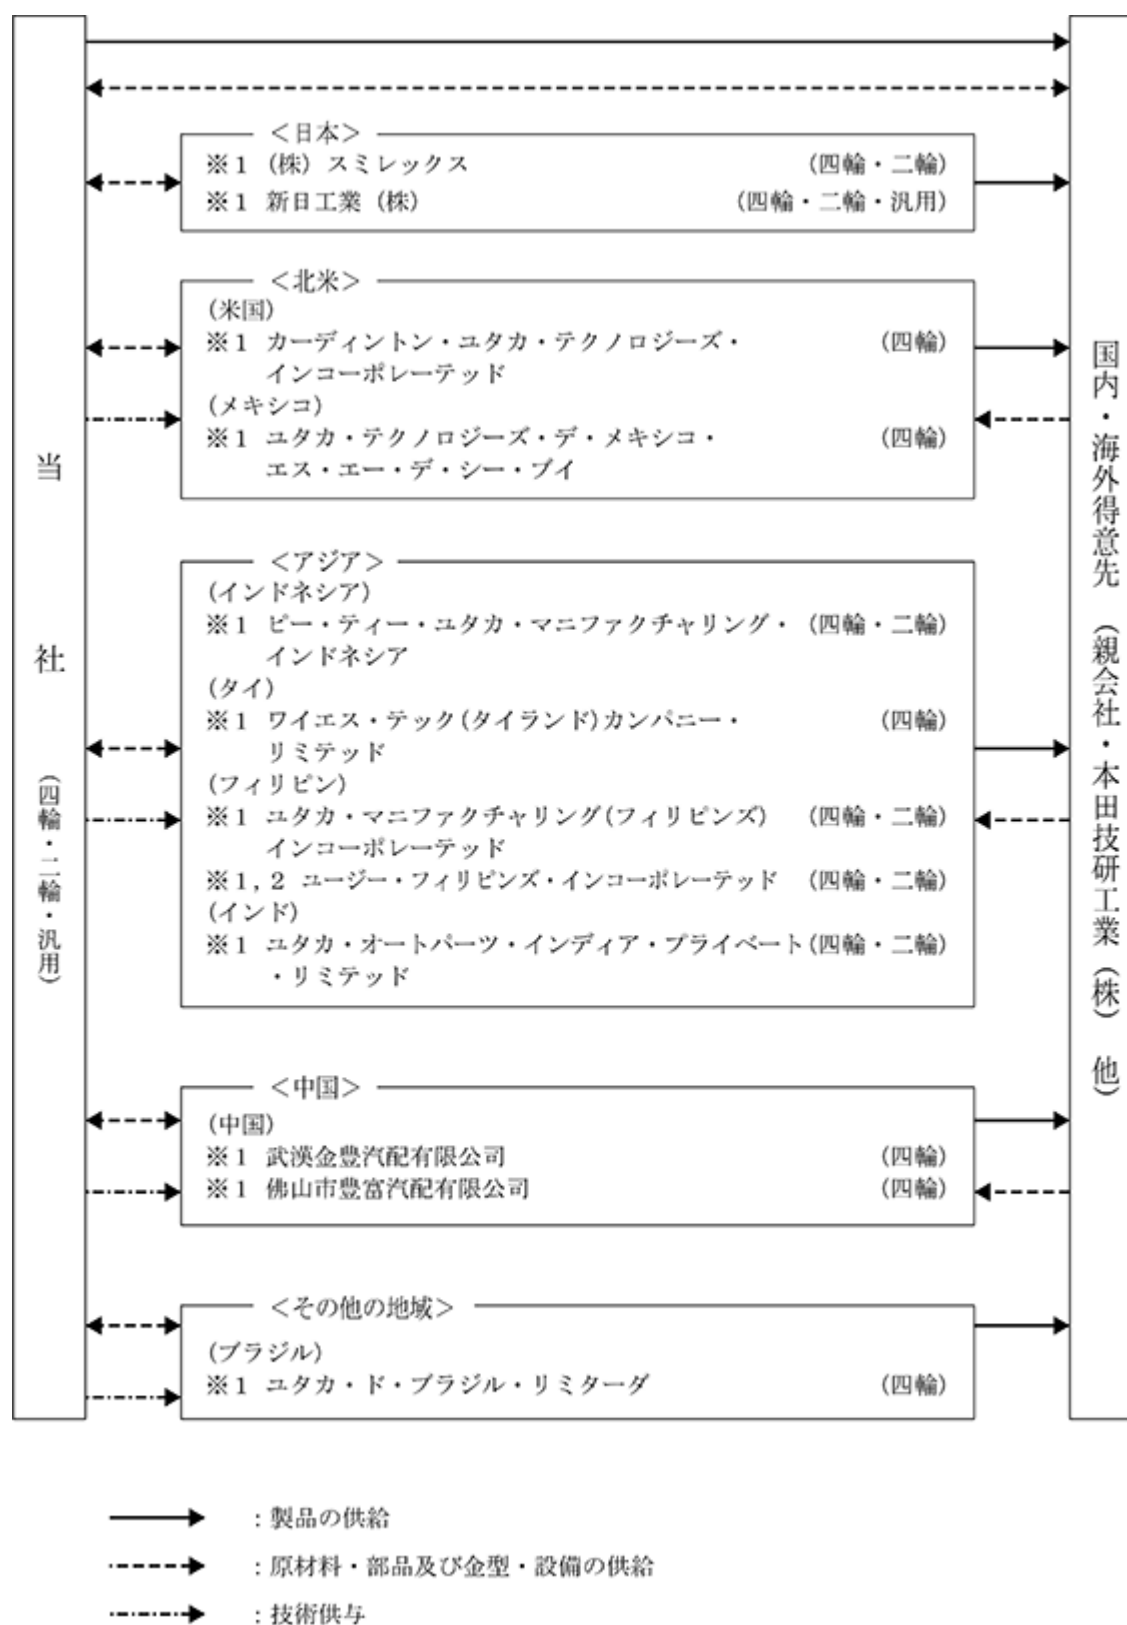 当社
（四輪・二輪・汎用）
＜日本＞
※１ （株）スミレックス （四輪・二輪）
※１ 新日工業（株） （四輪・二輪・汎用）
＜北米＞
（米国）
※１ カーディントン・ユタカ・テクノロジーズ・ （四輪）
インコーポレーテッド
（メキシコ）
※１ ユタカ・テクノロジーズ・デ・メキシコ・ （四輪）
エス・エー・デ・シー・ブイ
＜アジア＞
（インドネシア）
※１ ピー・ティー・ユタカ・マニファクチャリング・ （四輪・二輪）
インドネシア
（タイ）
※１ ワイエス・テック(タイランド)カンパニー・ （四輪）
リミテッド
（フィリピン）
※１ ユタカ・マニファクチャリング(フィリピンズ) （四輪・二輪）
インコーポレーテッド
※１,２ ユージー・フィリピンズ・インコーポレーテッド （四輪・二輪）
（インド）
※１ ユタカ・オートパーツ・インディア・プライベート （四輪・二輪）
・リミテッド
＜中国＞
（中国）
※１ 武漢金豊汽配有限公司 （四輪）
※１ 佛山市豊富汽配有限公司 （四輪）
＜その他の地域＞
（ブラジル）
※１ ユタカ・ド・ブラジル・リミターダ （四輪）
国内・海外得意先（親会社・本田技研工業（株）他）
：製品の供給
：原材料・部品及び金型・設備の供給
：技術供与